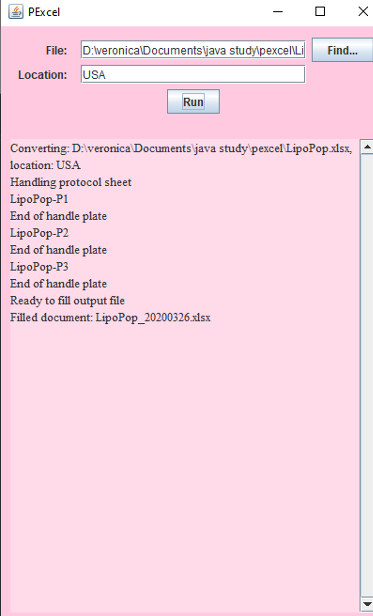 PExcel
File: D:\veronica\Documents\java study\pexcel\Li Find...
Location: USA
Run
Converting: D:\veronica\Documents\java study\pexcel\LipoPop.xlsx,
location: USA
Handling protocol sheet
LipoPop-P1
End of handle plate
LipoPop-P2
End of handle plate
LipoPop-P3
End of handle plate
Ready to fill output file
Filled document: LipoPop_20200326.xlsx